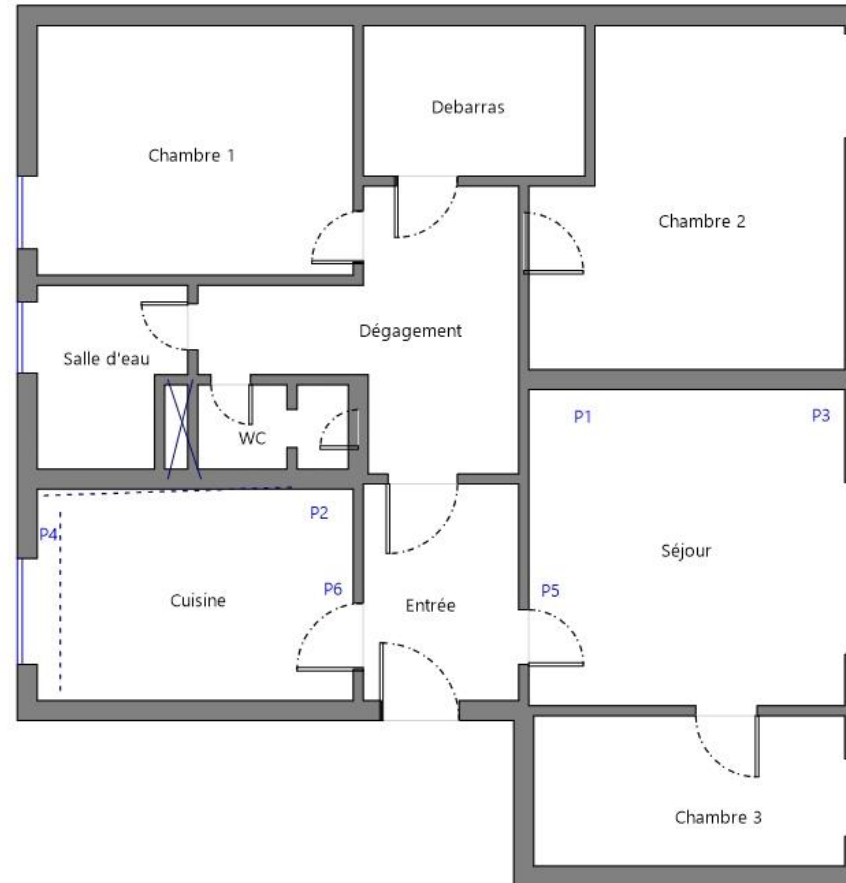 Debarras
Chambre 1
Chambre 2
Dégagement
Salle d'eau
WC
P1
P3
P2
P4
Séjour
P6
P5
Cuisine
Entrée
Chambre 3